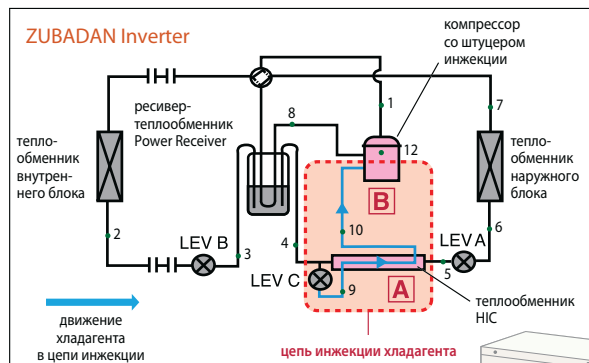 ZUBADAN Inverter
компрессор
со штуцером
инжекции
ресивер-
теплообменник
Power Receiver
8
1
7
12
тепло-
обменник
внутрен-
него блока
тепло-
обменник
наружного
блока
B
2
10
6
LEV B
3
4
LEV A
5
LEV C
9
A
движение
хладагента
в цепи инжекции
теплообменник
HIC
цепь инжекции хладагента